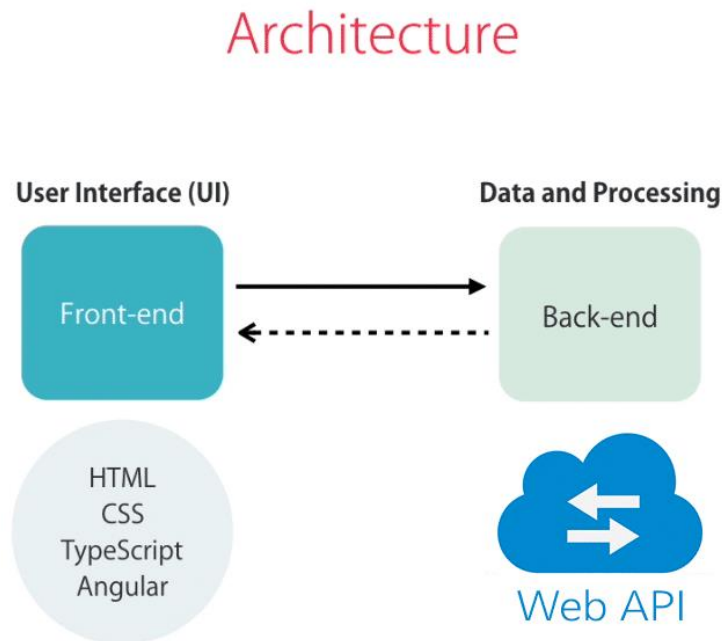 Architecture
User Interface (UI)
Data and Processing
Front-end
Back-end
HTML
CSS
TypeScript
Angular
Web API